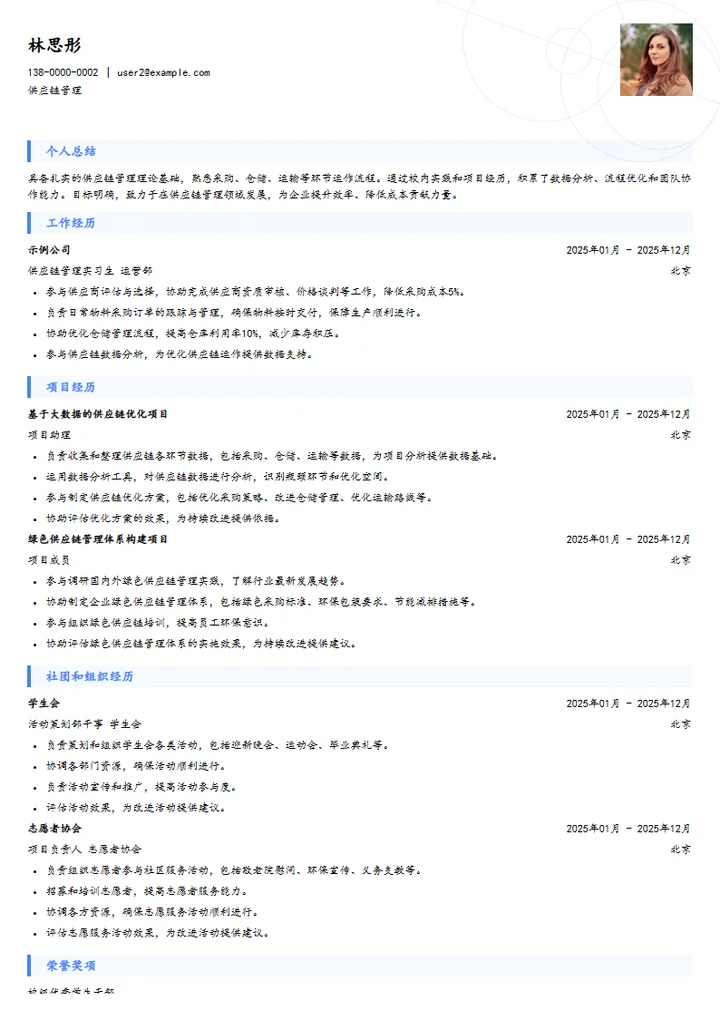 林思彤
138-0000-0002 | user2@example.com
供应链管理
个人总结
具备扎实的供应链管理理论基础，熟悉采购、仓储、运输等环节运作流程。通过校内实践和项目经历，积累了数据分析、流程优化和团队协
作能力。目标明确，致力于在供应链管理领域发展，为企业提升效率、降低成本贡献力量。
工作经历
示例公司 2025年01月 - 2025年12月
供应链管理实习生 运营部 北京
• 参与供应商评估与选择，协助完成供应商资质审核、价格谈判等工作，降低采购成本5%。
• 负责日常物料采购订单的跟踪与管理，确保物料按时交付，保障生产顺利进行。
• 协助优化仓储管理流程，提高仓库利用率10%，减少库存积压。
• 参与供应链数据分析，为优化供应链运作提供数据支持。
项目经历
基于大数据的供应链优化项目 2025年01月 - 2025年12月
项目助理 北京
• 负责收集和整理供应链各环节数据，包括采购、仓储、运输等数据，为项目分析提供数据基础。
• 运用数据分析工具，对供应链数据进行分析，识别瓶颈环节和优化空间。
• 参与制定供应链优化方案，包括优化采购策略、改进仓储管理、优化运输路线等。
• 协助评估优化方案的效果，为持续改进提供依据。
绿色供应链管理体系构建项目 2025年01月 - 2025年12月
项目成员 北京
• 参与调研国内外绿色供应链管理实践，了解行业最新发展趋势。
• 协助制定企业绿色供应链管理体系，包括绿色采购标准、环保包装要求、节能减排措施等。
• 参与组织绿色供应链培训，提高员工环保意识。
• 协助评估绿色供应链管理体系的实施效果，为持续改进提供建议。
社团和组织经历
学生会 2025年01月 - 2025年12月
活动策划部干事 学生会 北京
• 负责策划和组织学生会各类活动，包括迎新晚会、运动会、毕业典礼等。
• 协调各部门资源，确保活动顺利进行。
• 负责活动宣传和推广，提高活动参与度。
• 评估活动效果，为改进活动提供建议。
志愿者协会 2025年01月 - 2025年12月
项目负责人 志愿者协会 北京
• 负责组织志愿者参与社区服务活动，包括敬老院慰问、环保宣传、义务支教等。
• 招募和培训志愿者，提高志愿者服务能力。
• 协调各方资源，确保志愿服务活动顺利进行。
• 评估志愿服务活动效果，为改进活动提供建议。
荣誉奖项
校级优秀学生干部